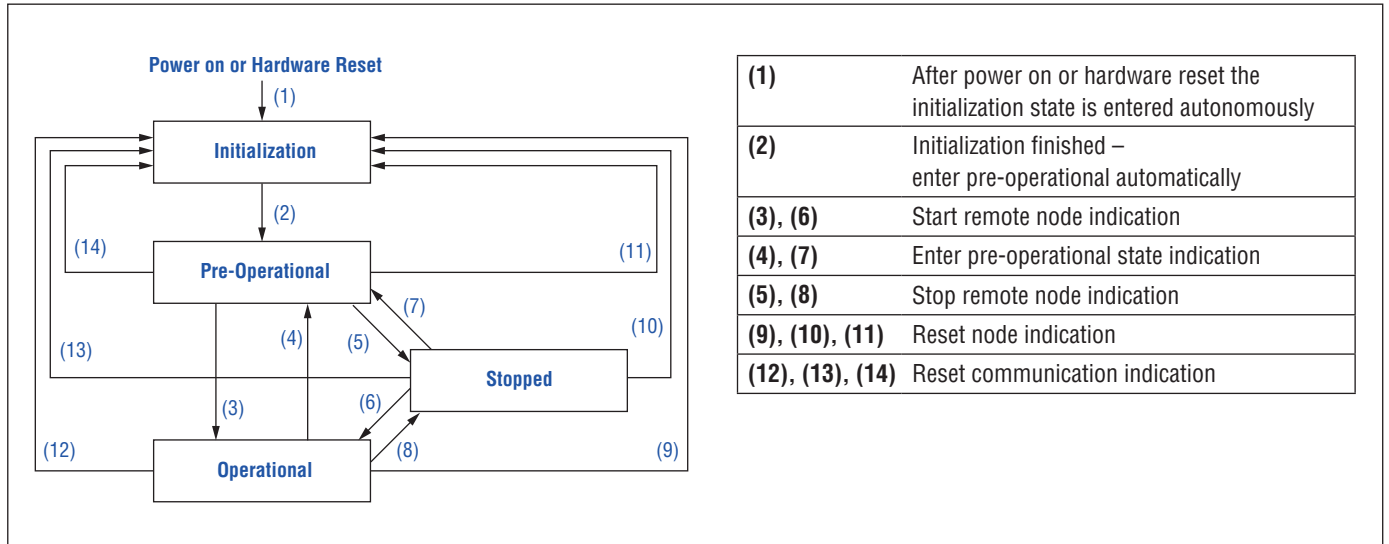 Power on or Hardware Reset
(1)
Initialization
(2)
(14)
(11)
Pre-Operational
(7)
(10)
(4)
(5)
(13)
Stopped
(6)
(3)
(12)
(8)
(9)
Operational
(1) After power on or hardware reset the
initialization state is entered autonomously
(2) Initialization finished –
enter pre-operational automatically
(3), (6) Start remote node indication
(4), (7) Enter pre-operational state indication
(5), (8) Stop remote node indication
(9), (10), (11) Reset node indication
(12), (13), (14) Reset communication indication